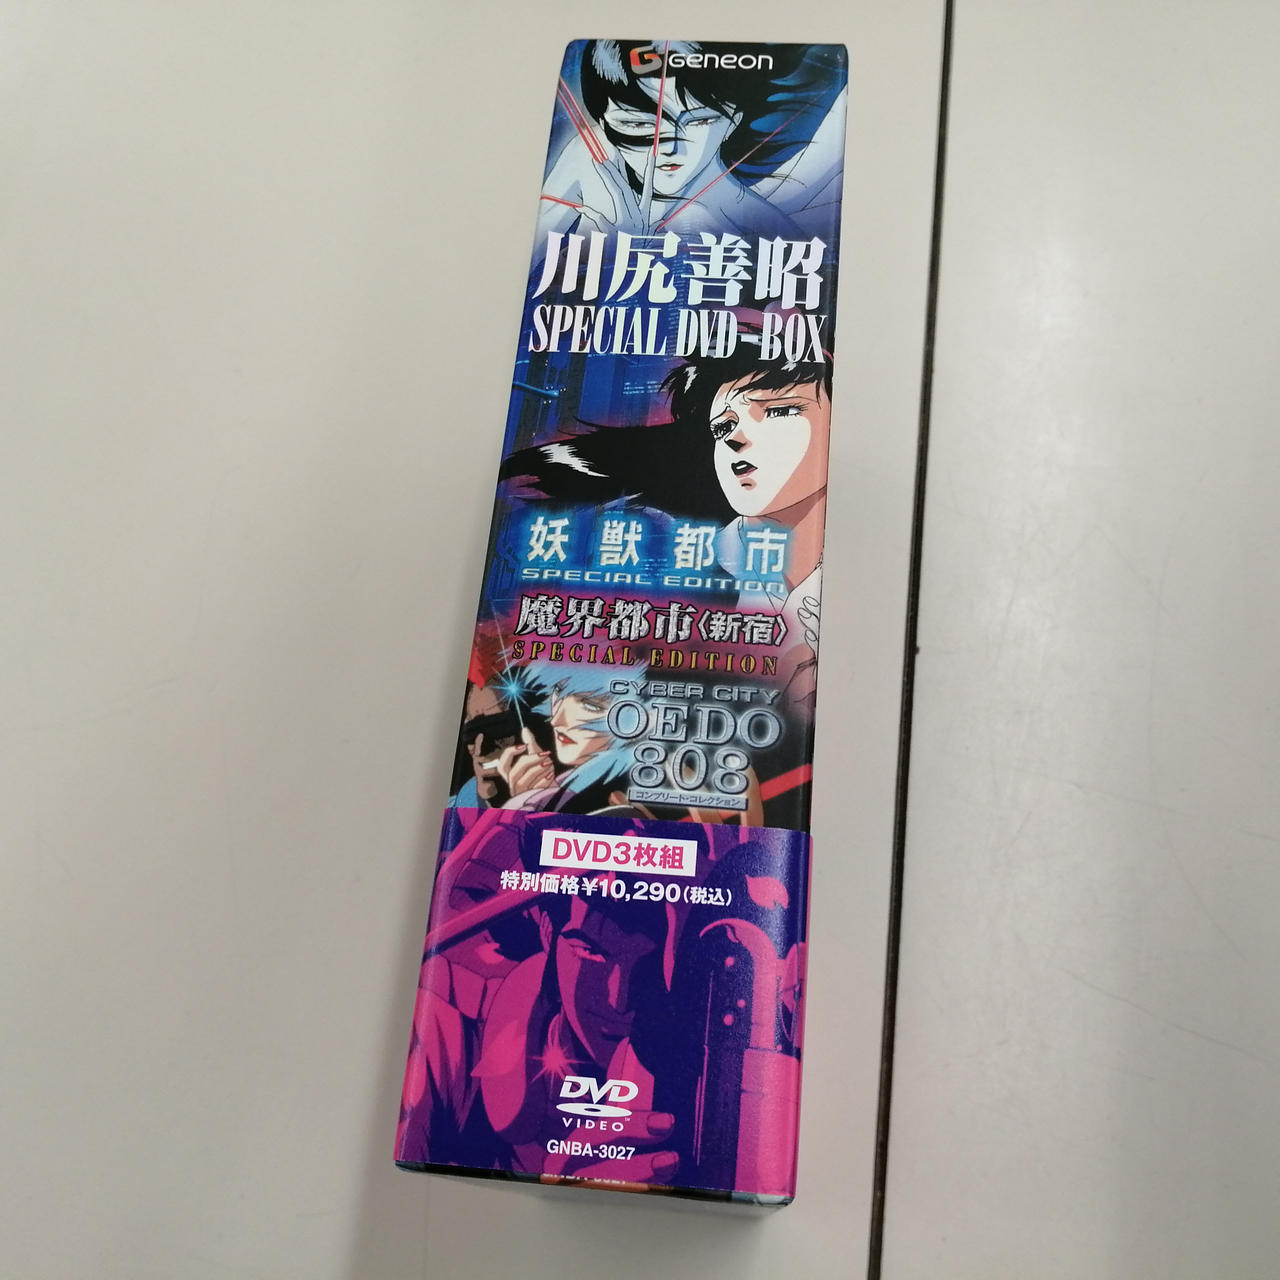 Geneon
川尻善昭
SPECIAL DVD-BOX
妖獣都市
SPECIAL EDITION
魔界都市〈新宿〉
SPECIAL EDITION
CYBER CITY
OEDO
808
コンプリート・コレクション
DVD3枚組
特別価格¥10,290(税込)
DVD
VIDEO
GNBA-3027